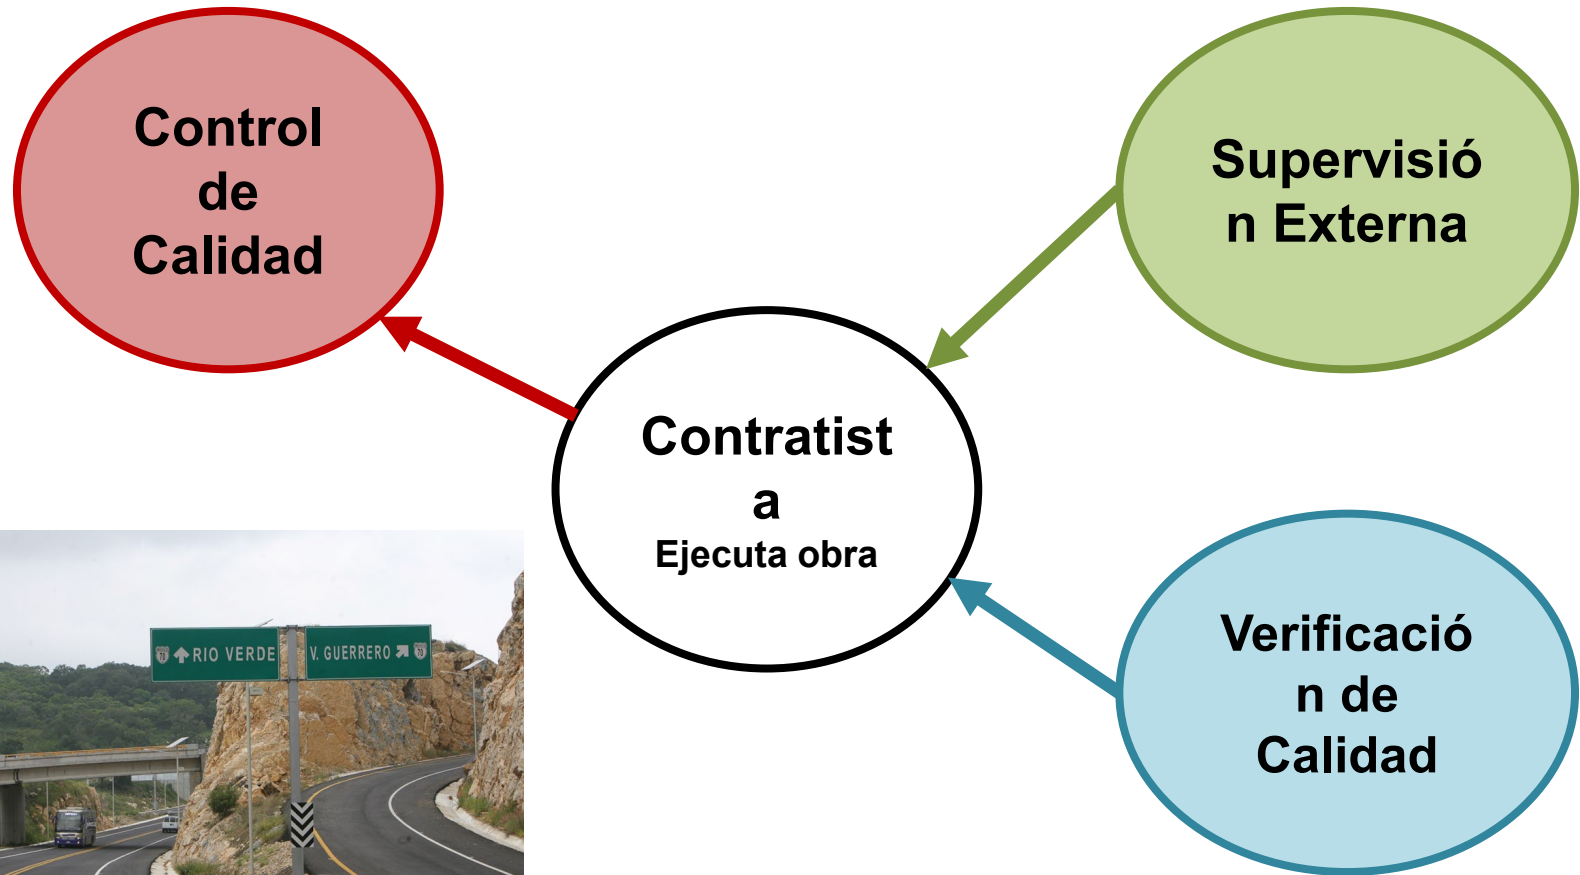 Control
de
Calidad
Supervisió
n Externa
Contratist
a
Ejecuta obra
Verificació
n de
Calidad
RIO VERDE
V. GUERRERO